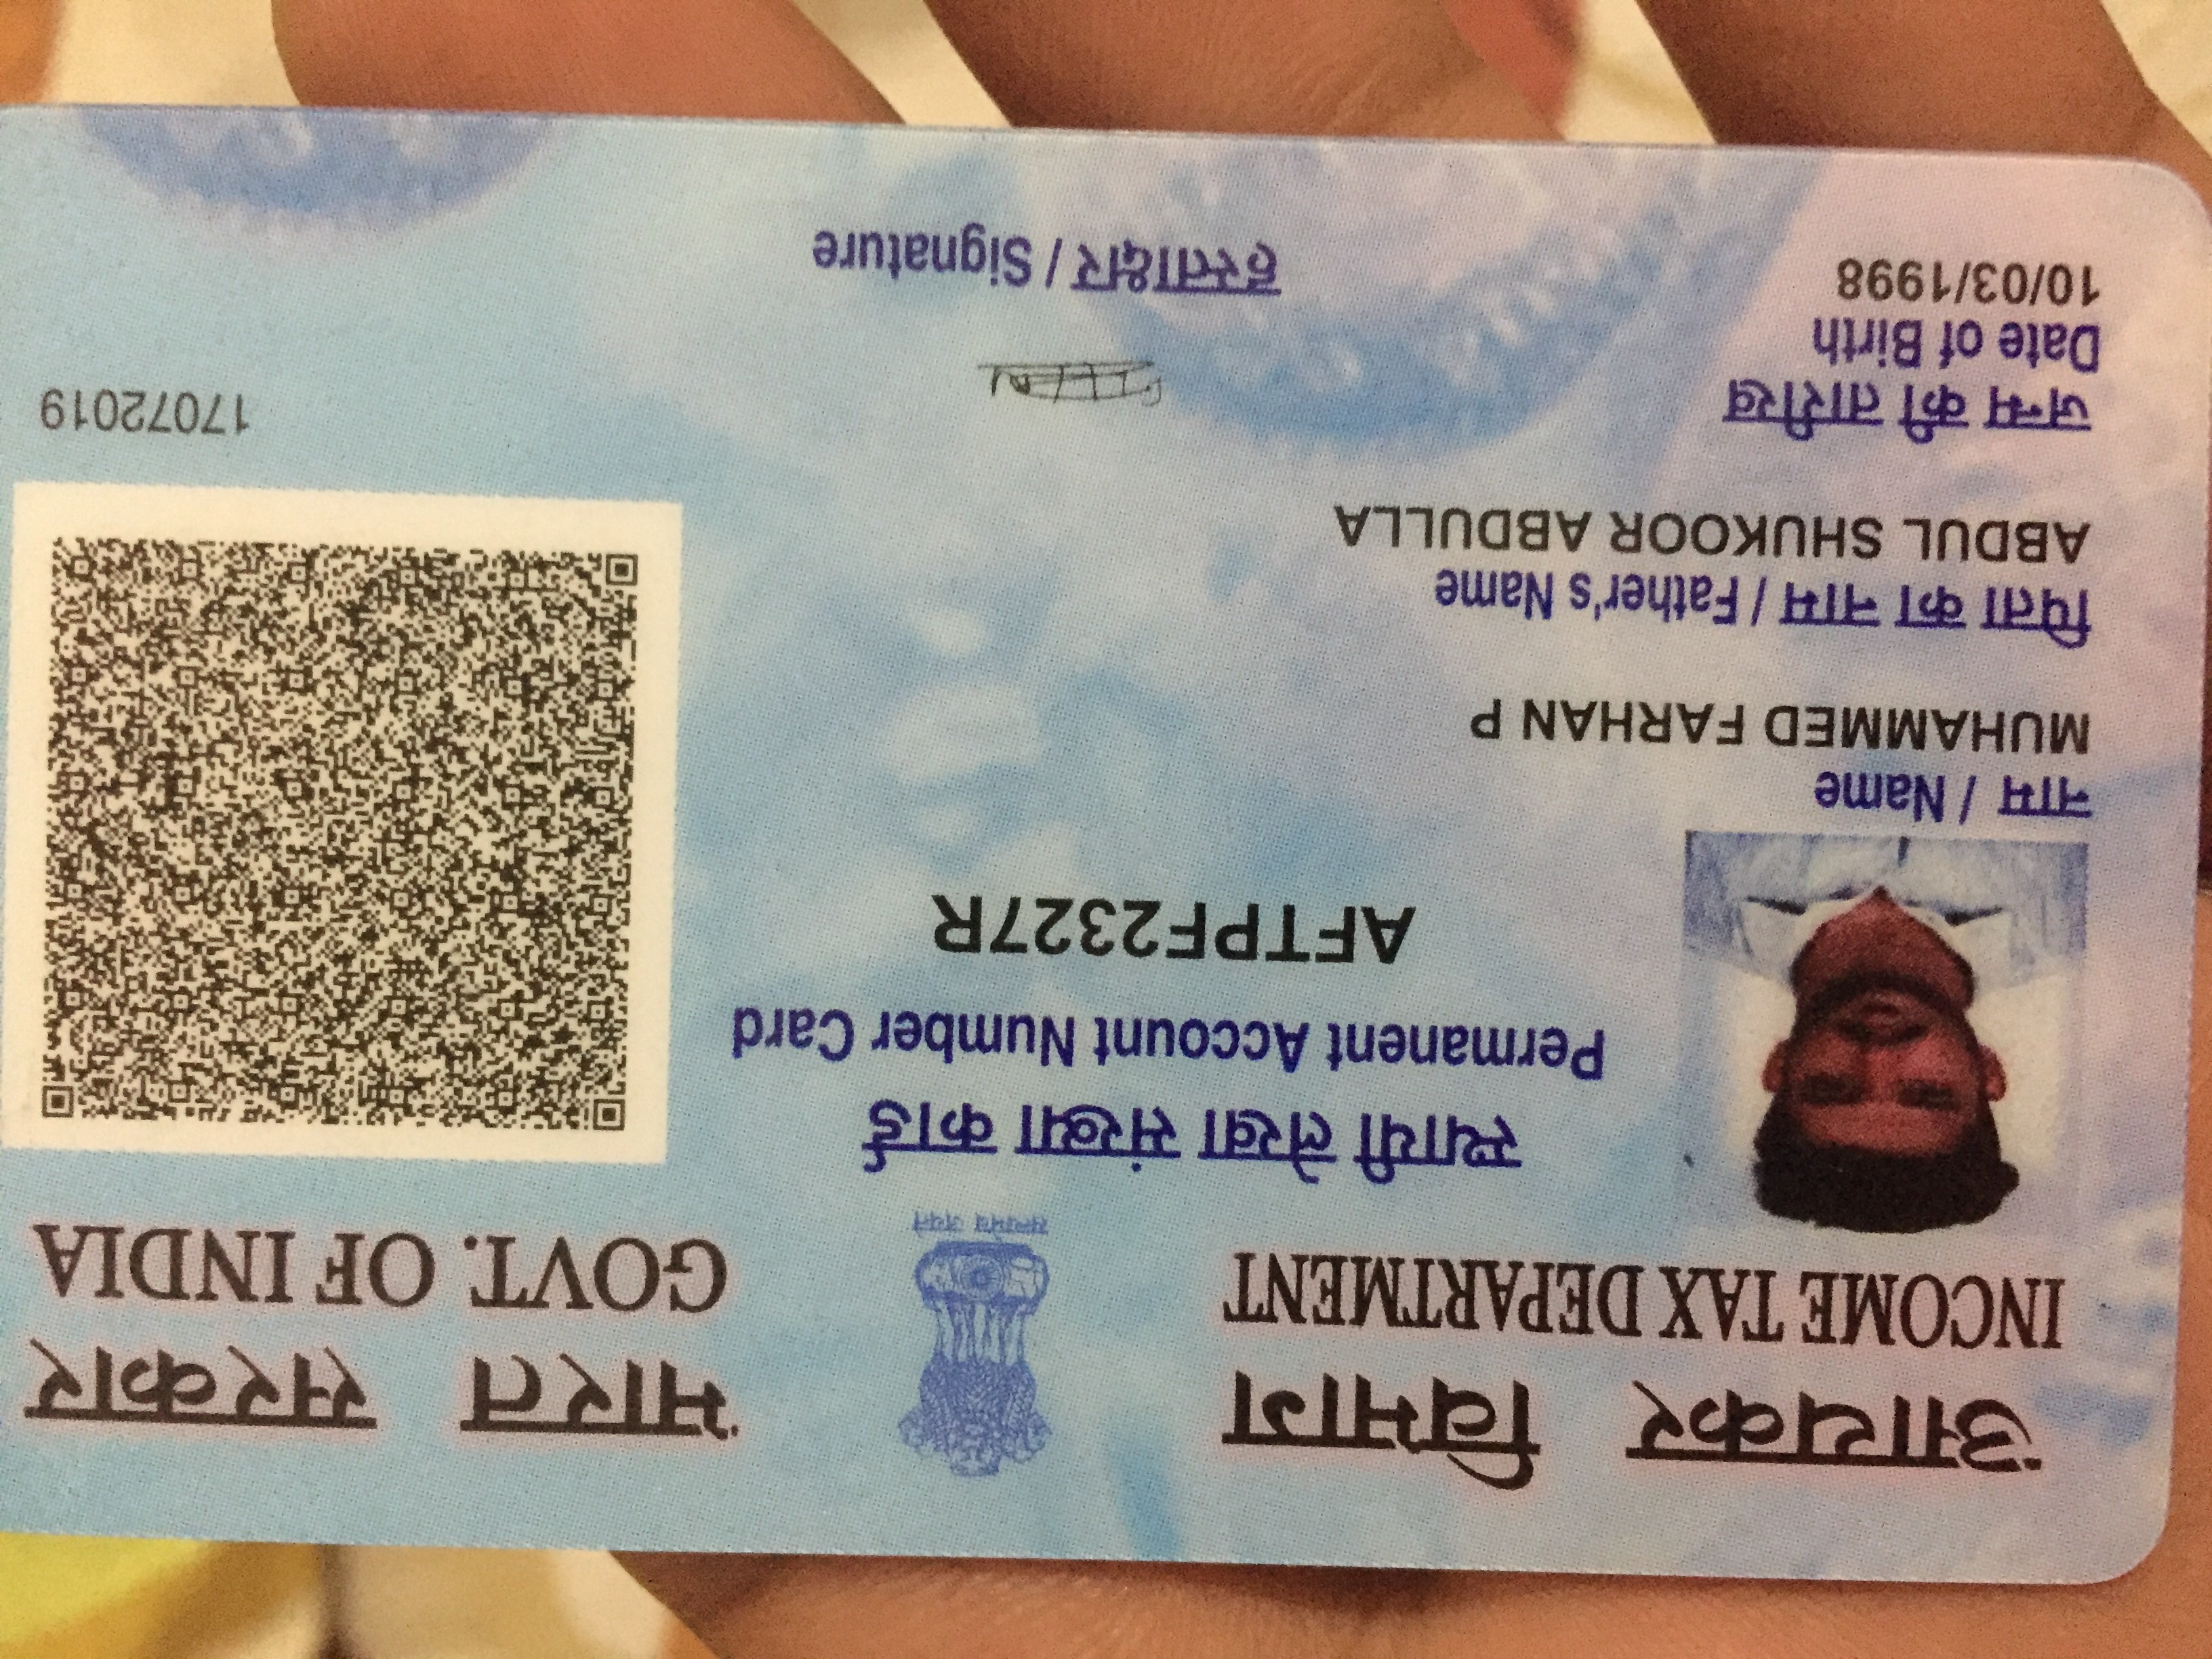 आयकर विभाग
INCOME TAX DEPARTMENT
सत्यमेव जयते
भारत सरकार
GOVT. OF INDIA
स्थायी लेखा संख्या कार्ड
Permanent Account Number Card
AFTPF2327R
नाम / Name
MUHAMMED FARHAN P
पिता का नाम / Father's Name
ABDUL SHUKOOR ABDULLA
जन्म की तारीख
Date of Birth
10/03/1998
हस्ताक्षर / Signature
17072019